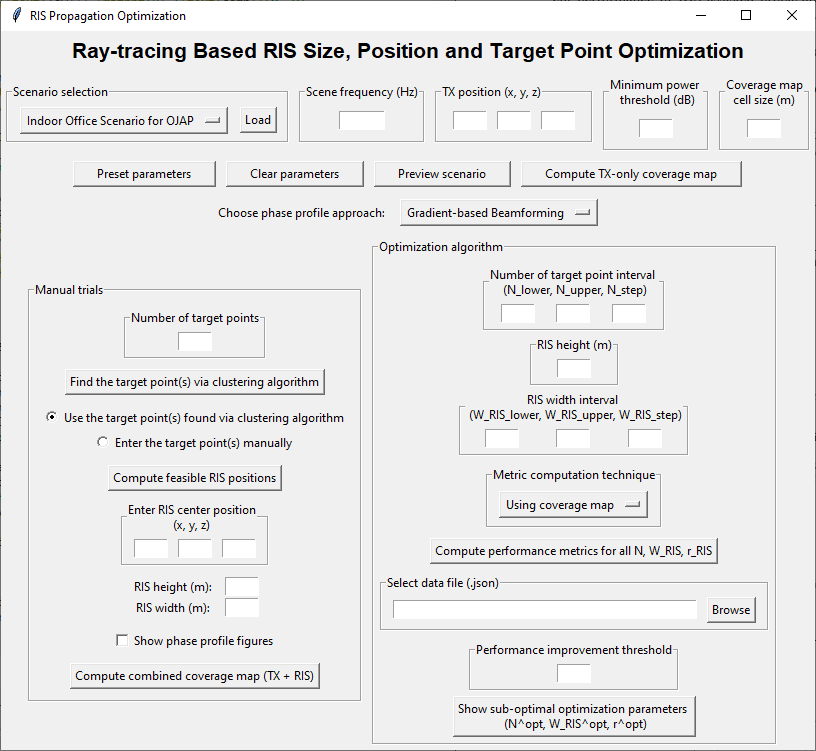 RIS Propagation Optimization
Ray-tracing Based RIS Size, Position and Target Point Optimization
Scenario selection
Indoor Office Scenario for OJAP
Load
Scene frequency (Hz)
TX position (x, y, z)
Minimum power
threshold (dB)
Coverage map
cell size (m)
Preset parameters
Clear parameters
Preview scenario
Compute TX-only coverage map
Choose phase profile approach:
Gradient-based Beamforming
Manual trials
Number of target points
Find the target point(s) via clustering algorithm
Use the target point(s) found via clustering algorithm
Enter the target point(s) manually
Compute feasible RIS positions
Enter RIS center position
(x, y, z)
RIS height (m):
RIS width (m):
Show phase profile figures
Compute combined coverage map (TX + RIS)
Optimization algorithm
Number of target point interval
(N_lower, N_upper, N_step)
RIS height (m)
RIS width interval
(W_RIS_lower, W_RIS_upper, W_RIS_step)
Metric computation technique
Using coverage map
Compute performance metrics for all N, W_RIS, r_RIS
Select data file (.json)
Browse
Performance improvement threshold
Show sub-optimal optimization parameters
(N^opt, W_RIS^opt, r^opt)